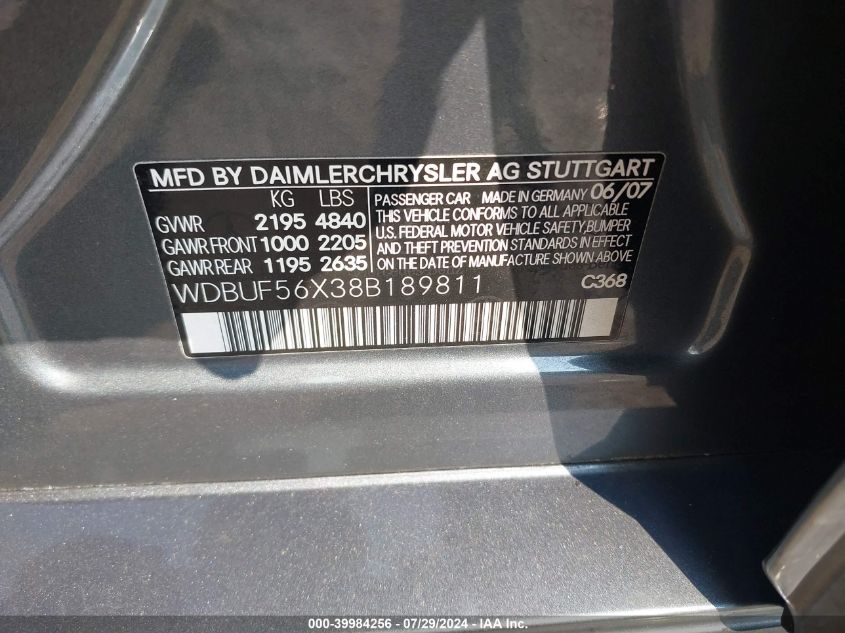 MFD BY DAIMLERCHRYSLER AG STUTTGART
KG LBS
GVWR 2195 4840
GAWR FRONT 1000 2205
GAWR REAR 1195 2635
PASSENGER CAR MADE IN GERMANY 06/07
THIS VEHICLE CONFORMS TO ALL APPLICABLE
U.S. FEDERAL MOTOR VEHICLE SAFETY,BUMPER
AND THEFT PREVENTION STANDARDS IN EFFECT
ON THE DATE OF MANUFACTURING SHOWN ABOVE
WDBUF56X38B189811 C368
000-39984256 - 07/29/2024 - IAAI, Inc.